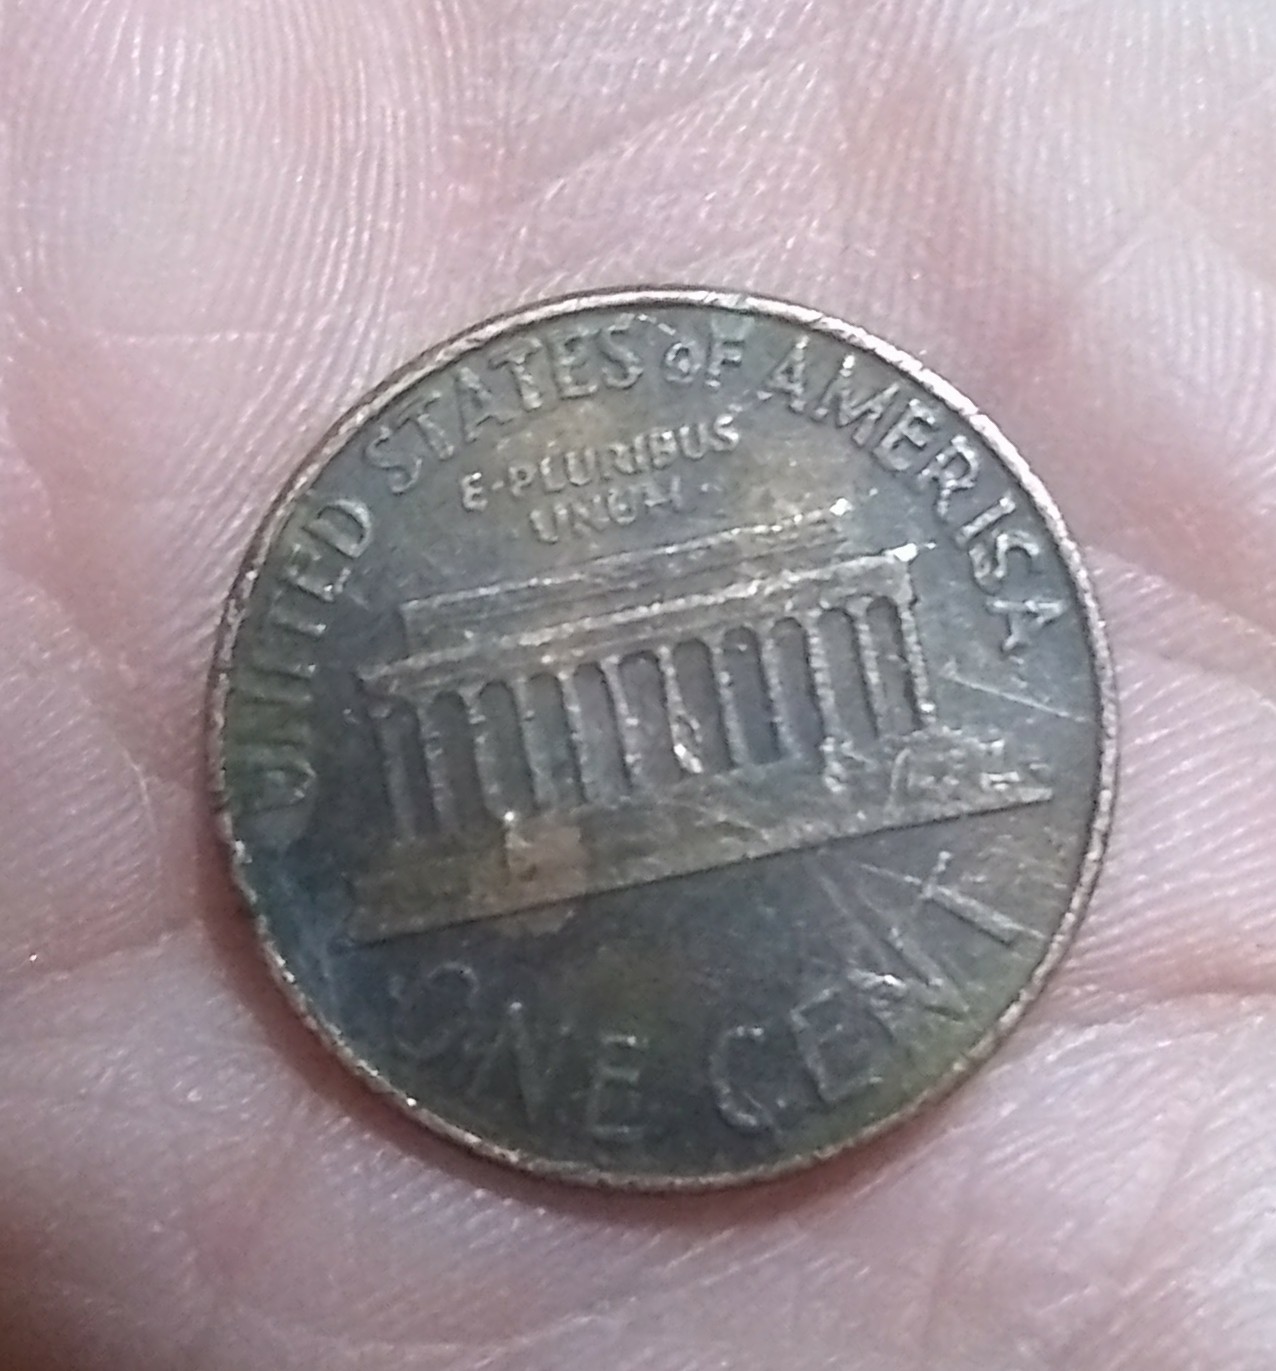 UNITED STATES OF AMERICA
E·PLURIBUS
UNUM·
ONE CENT